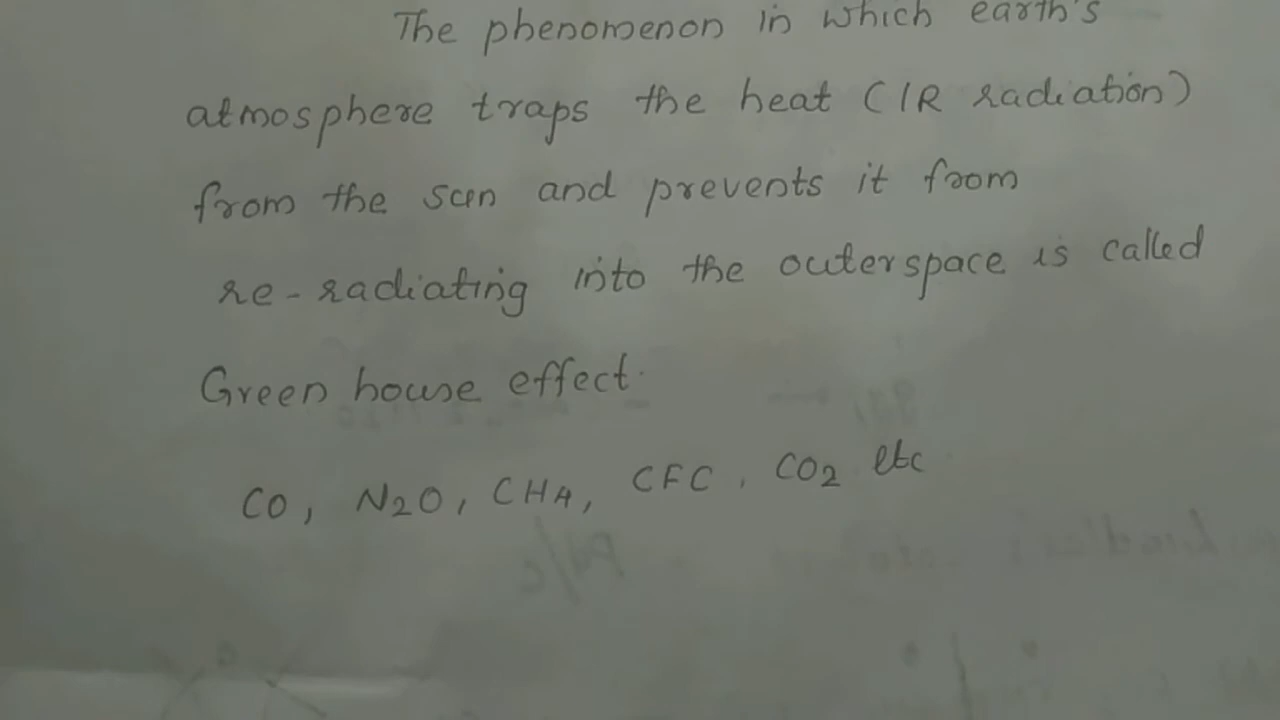 The phenomenon in which earth's
atmosphere traps the heat (IR radiation)
from the sun and prevents it from
re-radiating into the outerspace is called
Green house effect.
CO, N2O, CH4, CFC, CO2 etc